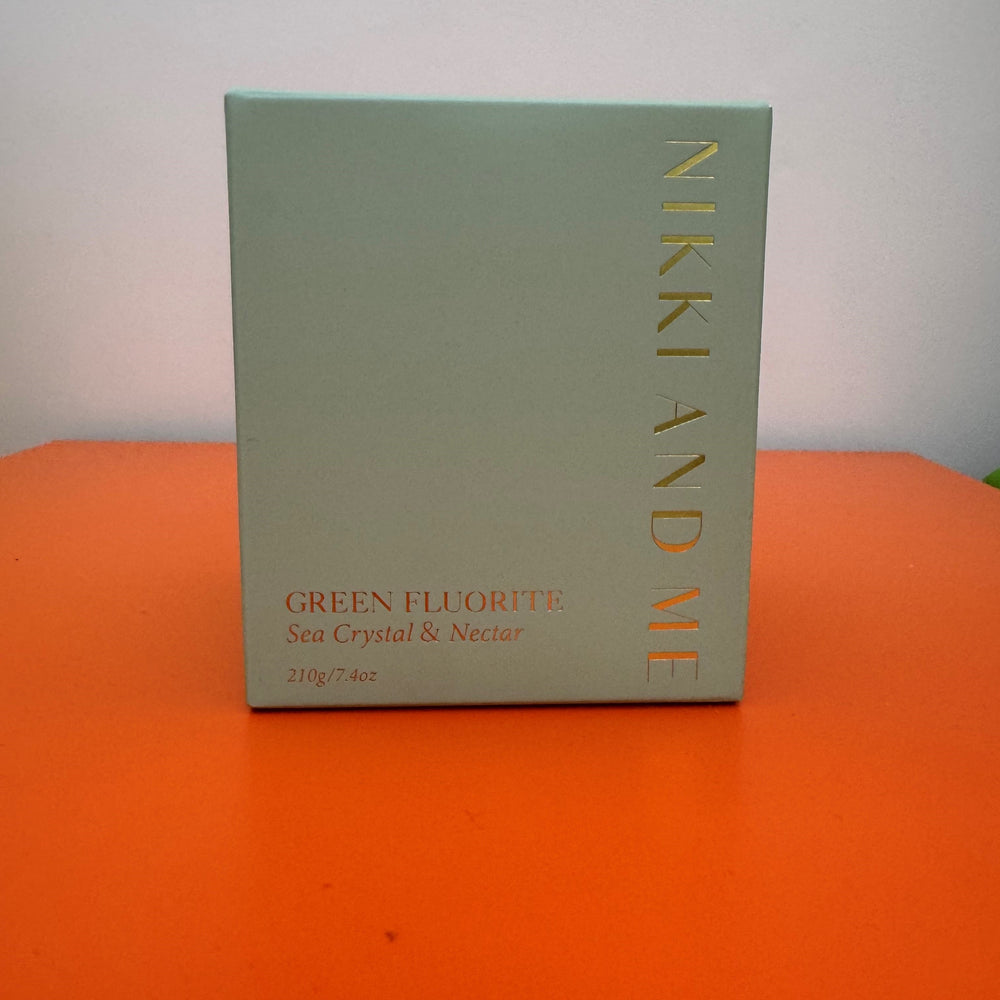 NIKKI AND ME
GREEN FLUORITE
Sea Crystal & Nectar
210g/7.4oz